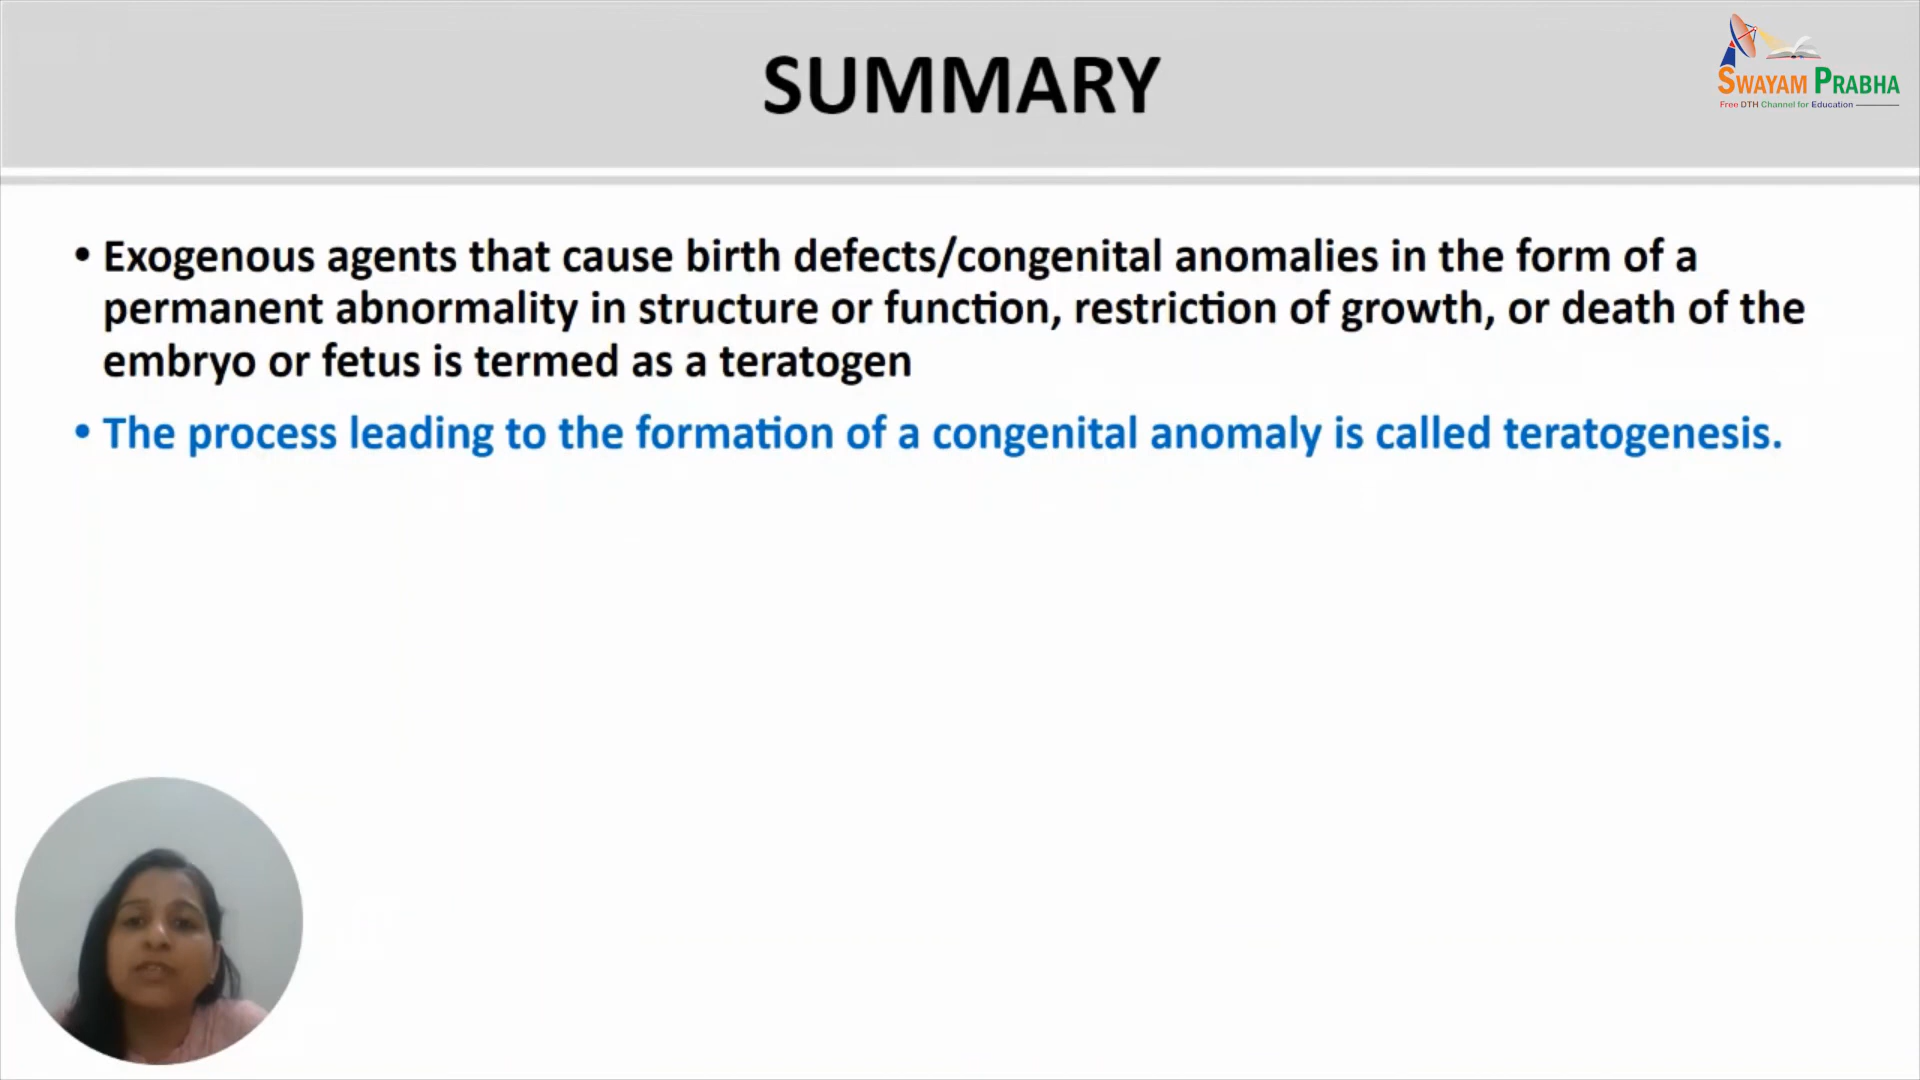 SUMMARY
SWAYAM PRABHA
Free DTH Channel for Education
• Exogenous agents that cause birth defects/congenital anomalies in the form of a
permanent abnormality in structure or function, restriction of growth, or death of the
embryo or fetus is termed as a teratogen
• The process leading to the formation of a congenital anomaly is called teratogenesis.